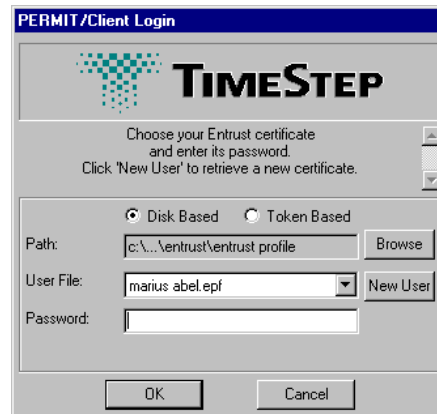 PERMIT/Client Login
TIMESTEP
Choose your Entrust certificate
and enter its password.
Click 'New User' to retrieve a new certificate.
Disk Based Token Based
Path: c:\...\entrust\entrust profile Browse
User File: marius abel.epf New User
Password:
OK Cancel